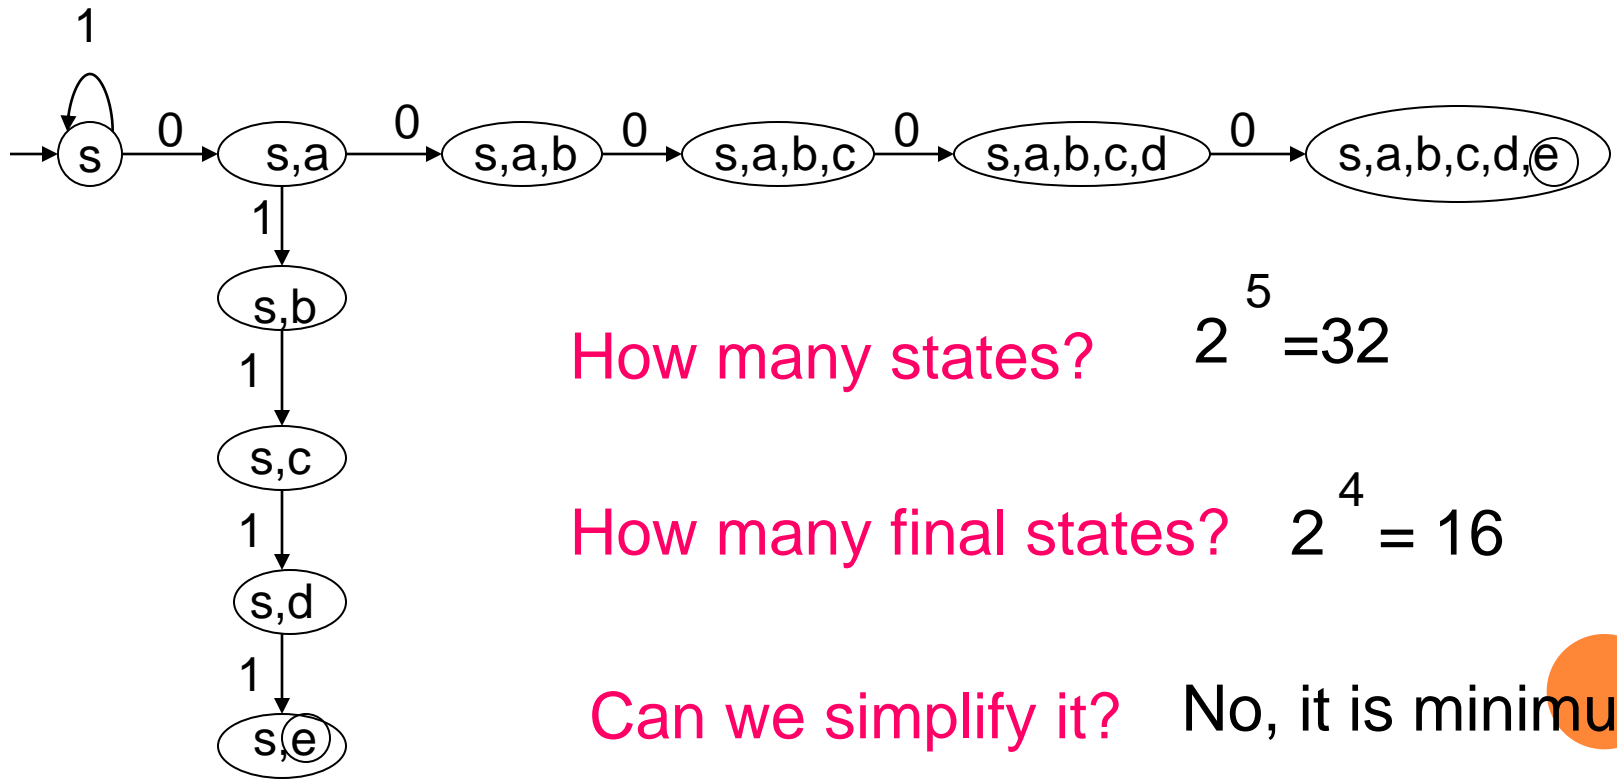 1
0 0 0 0 0
s s,a s,a,b s,a,b,c s,a,b,c,d s,a,b,c,d,e
1
s,b
1
s,c
1
s,d
1
s,e
How many states? 2^5 =32
How many final states? 2^4 = 16
Can we simplify it? No, it is minimu